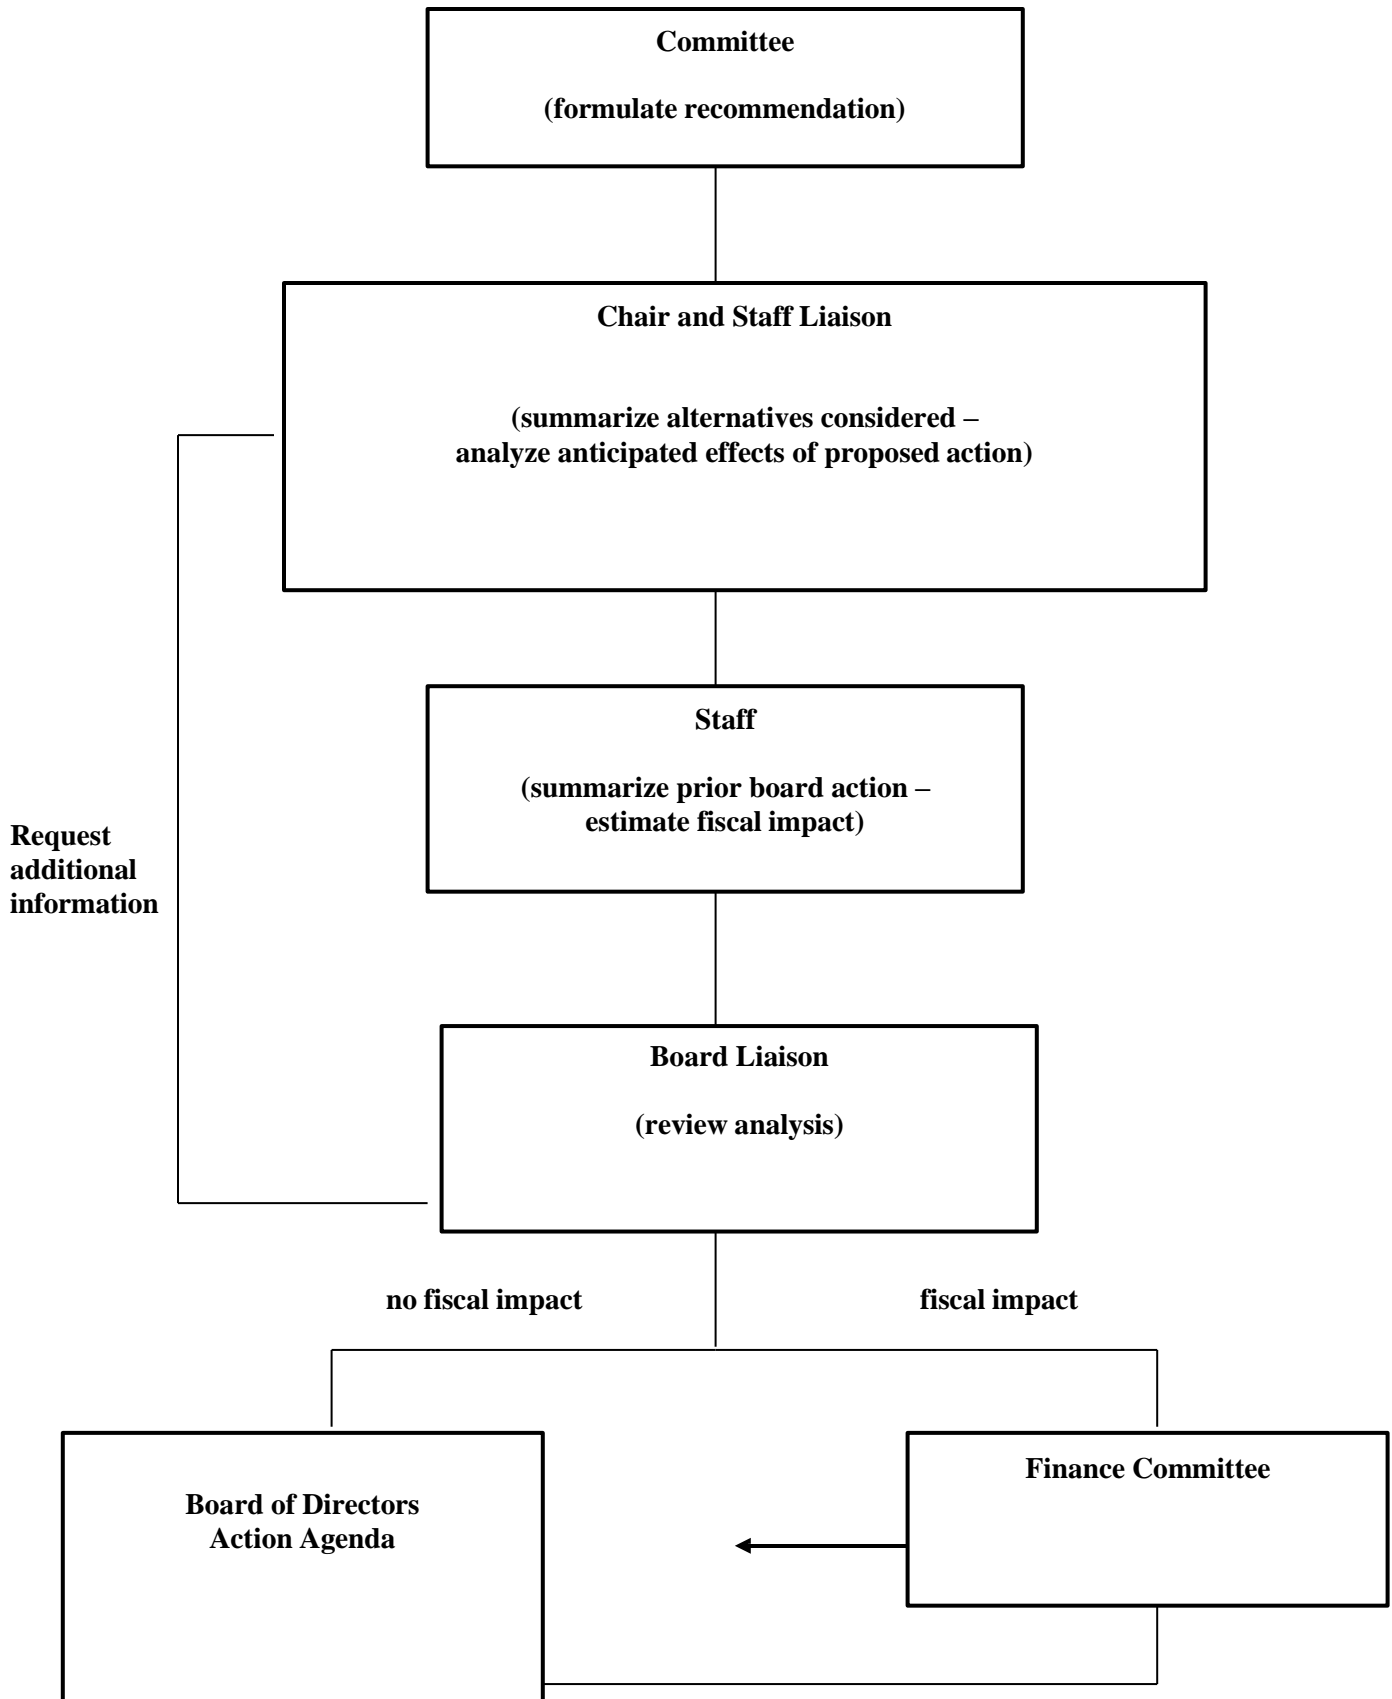 Committee
(formulate recommendation)
Chair and Staff Liaison
(summarize alternatives considered –
analyze anticipated effects of proposed action)
Staff
(summarize prior board action –
estimate fiscal impact)
Request
additional
information
Board Liaison
(review analysis)
no fiscal impact
fiscal impact
Board of Directors
Action Agenda
Finance Committee